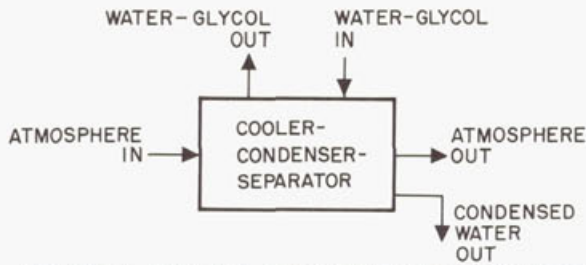 WATER-GLYCOL
OUT
WATER-GLYCOL
IN
ATMOSPHERE
IN
COOLER-
CONDENSER-
SEPARATOR
ATMOSPHERE
OUT
CONDENSED
WATER
OUT